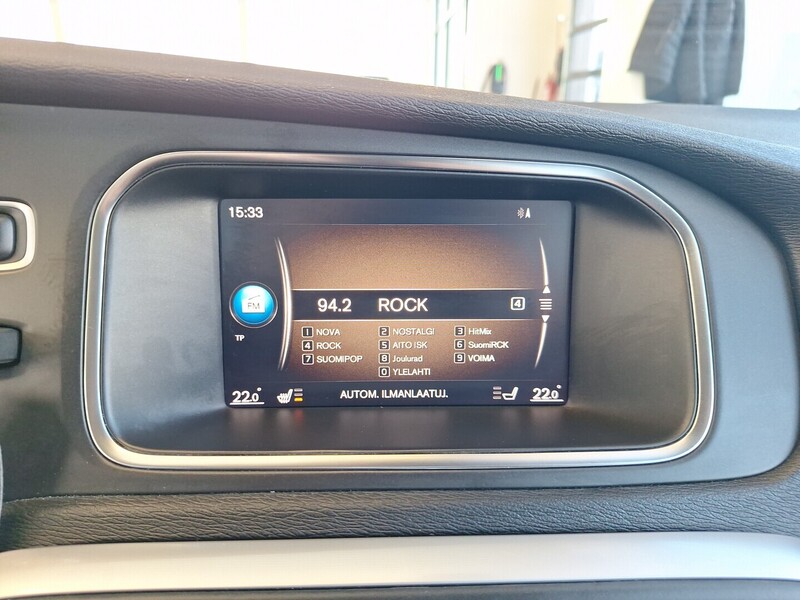 15:33
FM
94.2 ROCK 4
TP
1 NOVA 2 NOSTALGI 3 HitMix
4 ROCK 5 AITO ISK 6 SuomiRCK
7 SUOMIPOP 8 Joulurad 9 VOIMA
0 YLELAHTI
22.0° AUTOM. ILMANLAATUJ. 22.0°